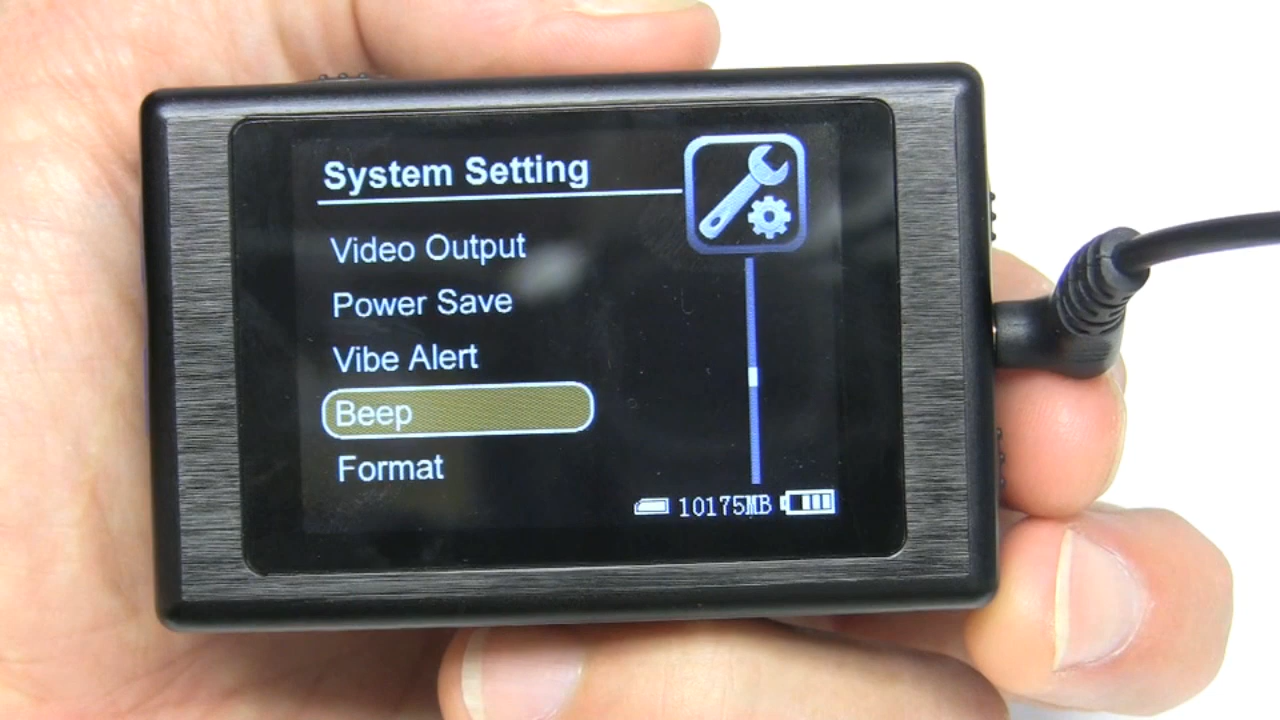 System Setting
Video Output
Power Save
Vibe Alert
Beep
Format
10175MB